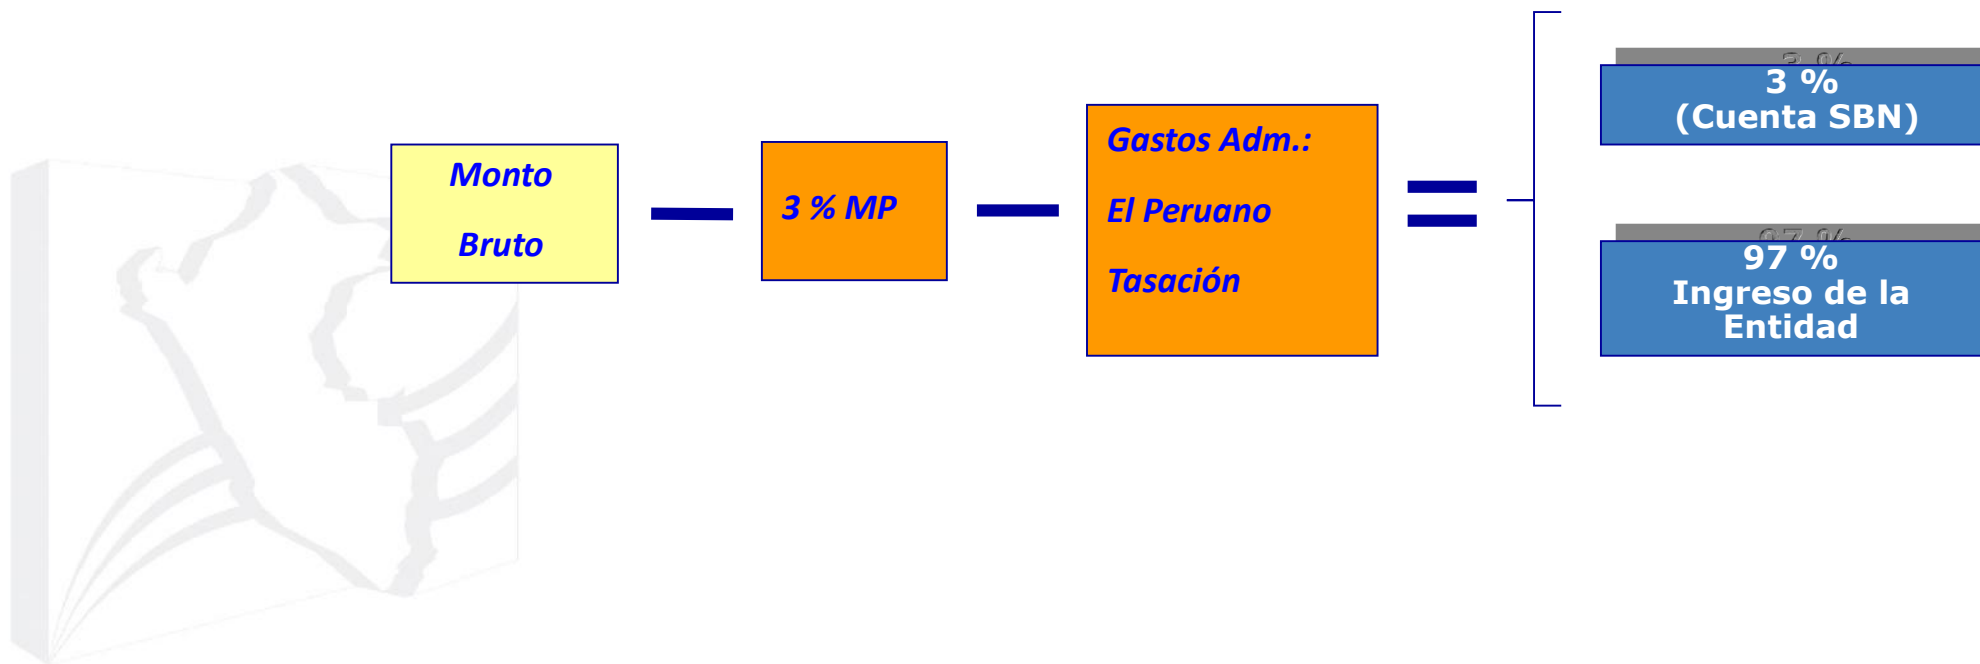 Monto
Bruto
3 % MP
Gastos Adm.:
El Peruano
Tasación
3 %
(Cuenta SBN)
97 %
Ingreso de la
Entidad